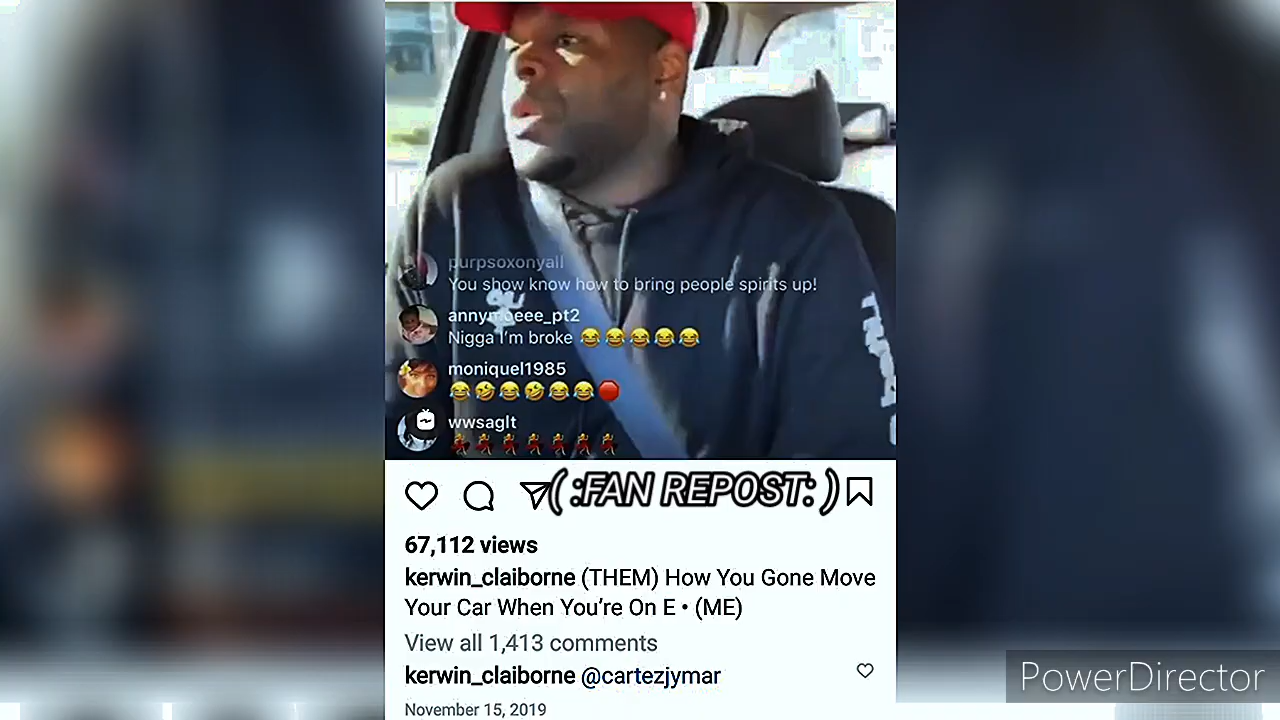 purpsoxonyall
You show know how to bring people spirits up!
annymoeee_pt2
Nigga I'm broke 😂😂😂😂😂
moniquel1985
😂🤣😂🤣😂😂🛑
wwsaglt
💃💃💃💃💃💃💃
( :FAN REPOST: )
67,112 views
kerwin_claiborne (THEM) How You Gone Move
Your Car When You’re On E • (ME)
View all 1,413 comments
kerwin_claiborne @cartezjymar
November 15, 2019
PowerDirector